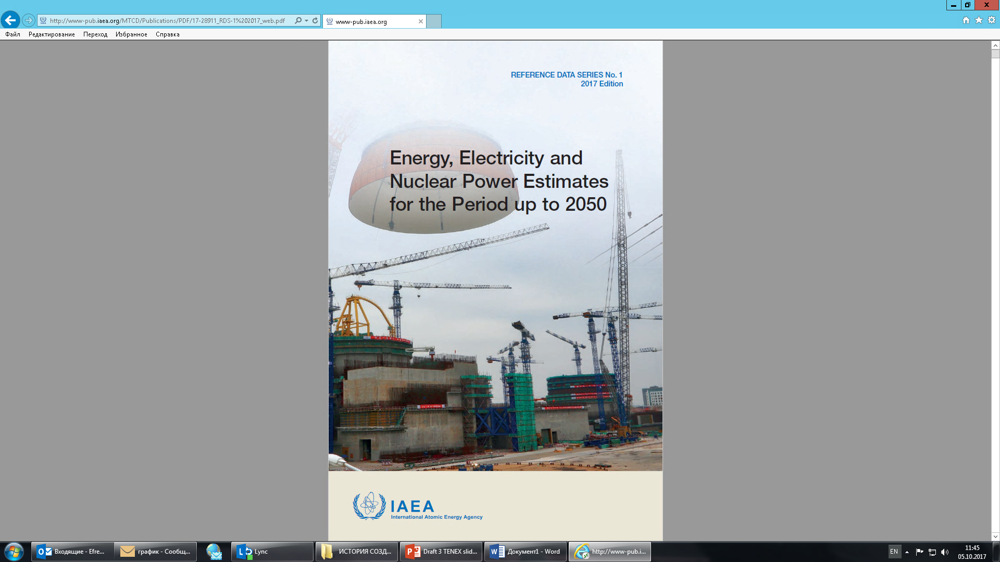 http://www-pub.iaea.org/MTCD/Publications/PDF/17-28911_RDS-1%202017_web.pdf
www-pub.iaea.org
Файл Редактирование Переход Избранное Справка
REFERENCE DATA SERIES No. 1
2017 Edition
Energy, Electricity and
Nuclear Power Estimates
for the Period up to 2050
IAEA
International Atomic Energy Agency
Входящие - Efre...
график - Сообщ...
Lync
ИСТОРИЯ СОЗД...
Draft 3 TENEX slid...
Документ1 - Word
http://www-pub.i...
EN
11:45
05.10.2017